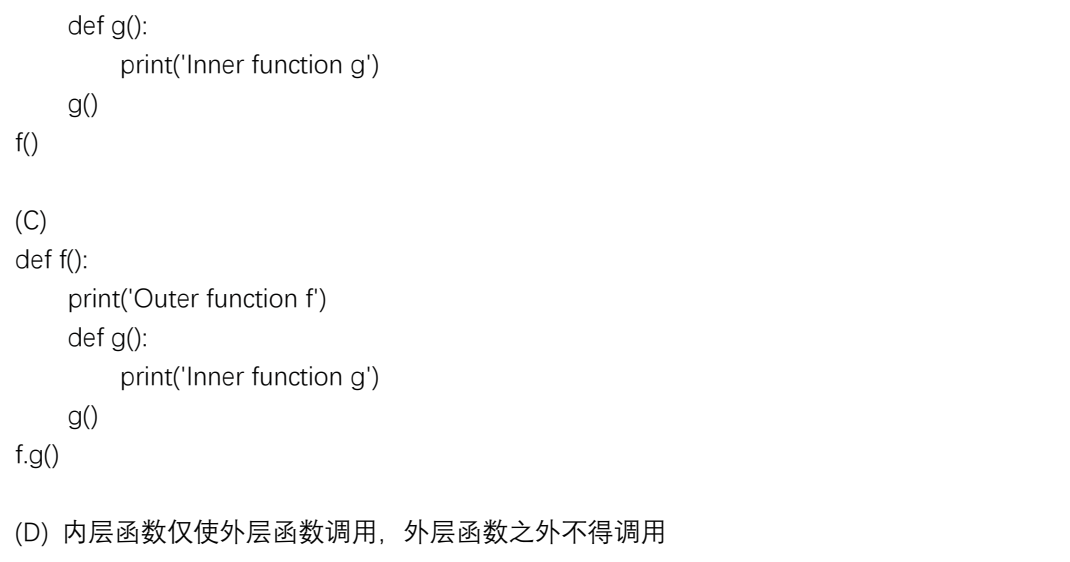 def g():
print('Inner function g')
g()
f()
(C)
def f():
print('Outer function f')
def g():
print('Inner function g')
g()
f.g()
(D) 内层函数仅使外层函数调用，外层函数之外不得调用